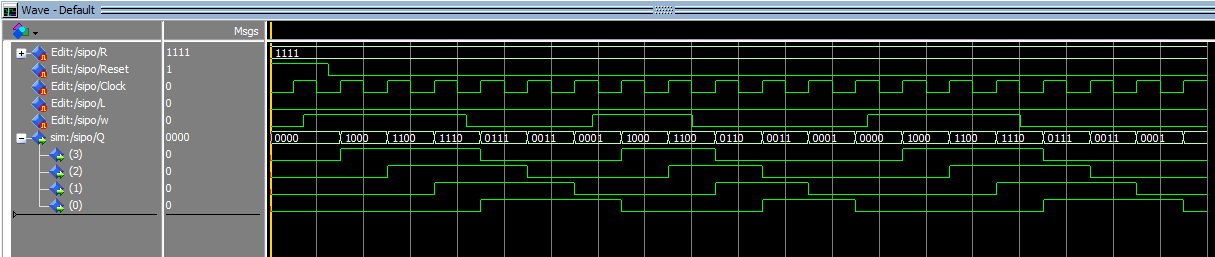 Wave - Default
Msgs
Edit:/sipo/R 1111 1111
Edit:/sipo/Reset 1
Edit:/sipo/Clock 0
Edit:/sipo/L 0
Edit:/sipo/w 0
sim:/sipo/Q 0000 0000 1000 1100 1110 0111 0011 0001 1000 1100 0110 0011 0001 1000 1100 1110 0111 0011 0001
(3) 0
(2) 0
(1) 0
(0) 0